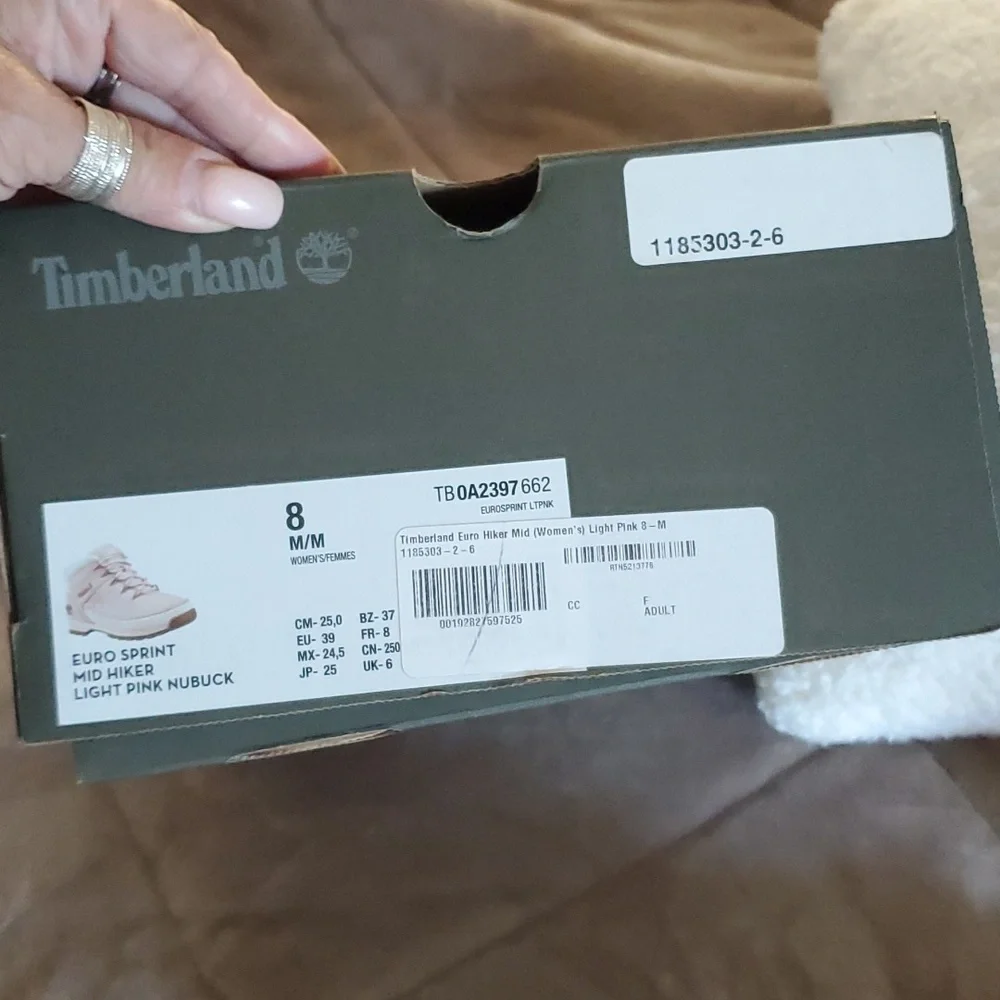 Timberland
1185303-2-6
8
M/M
WOMEN'S/FEMMES
TB0A2397662
EUROSPRINT LTPNK
CM- 25,0 BZ- 37
EU- 39 FR- 8
MX- 24,5 CN- 250
JP- 25 UK- 6
EURO SPRINT
MID HIKER
LIGHT PINK NUBUCK
Timberland Euro Hiker Mid (Women's) Light Pink 8-M
1185303-2-6
RTN5213776
00192827597525
CC
F
ADULT